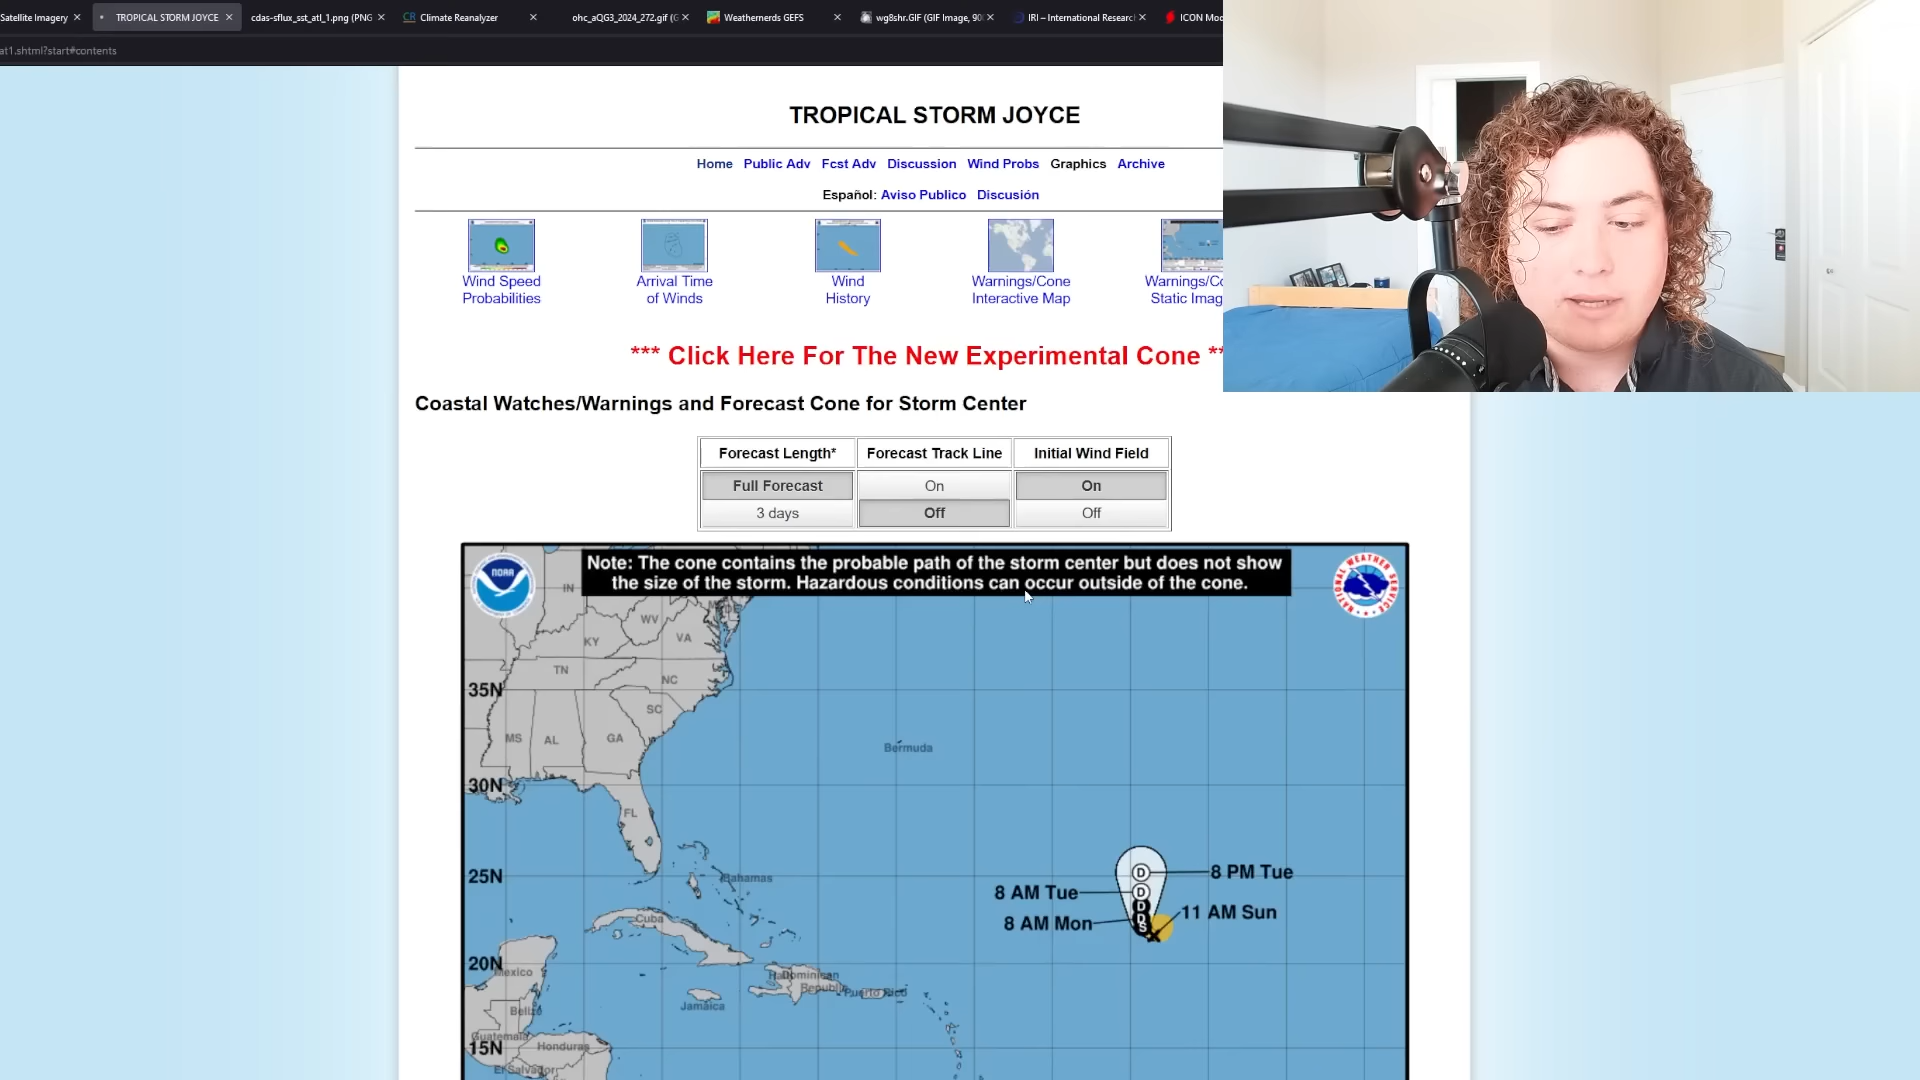 Satellite Imagery
TROPICAL STORM JOYCE
cdas-sflux_sst_atl_1.png (PNG
CR Climate Reanalyzer
ohc_aQG3_2024_272.gif (G
Weathernerds GEFS
wg8shr.GIF (GIF Image, 90
IRI – International Researc
ICON Mo
at1.shtml?start#contents
TROPICAL STORM JOYCE
Home Public Adv Fcst Adv Discussion Wind Probs Graphics Archive
Español: Aviso Publico Discusión
Wind Speed
Probabilities
Arrival Time
of Winds
Wind
History
Warnings/Cone
Interactive Map
Warnings/Co
Static Imag
*** Click Here For The New Experimental Cone **
Coastal Watches/Warnings and Forecast Cone for Storm Center
Forecast Length* Forecast Track Line Initial Wind Field
Full Forecast On On
3 days Off Off
NOAA
Note: The cone contains the probable path of the storm center but does not show
the size of the storm. Hazardous conditions can occur outside of the cone.
NATIONAL WEATHER SERVICE
IN
WV
KY
VA
TN
NC
35N
SC
MS
AL
GA
Bermuda
30N
FL
25N
Bahamas
8 PM Tue
8 AM Tue
11 AM Sun
8 AM Mon
D
D
D
D
S
Cuba
20N
Mexico
Dominican
Republic
Puerto Rico
Jamaica
Belize
Guatemala
15N
Honduras
El Salvador